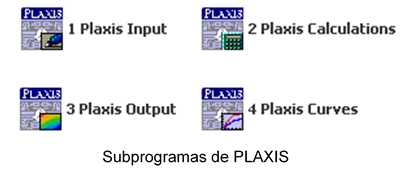 PLAXIS 1 Plaxis Input
PLAXIS 2 Plaxis Calculations
PLAXIS 3 Plaxis Output
PLAXIS 4 Plaxis Curves
Subprogramas de PLAXIS